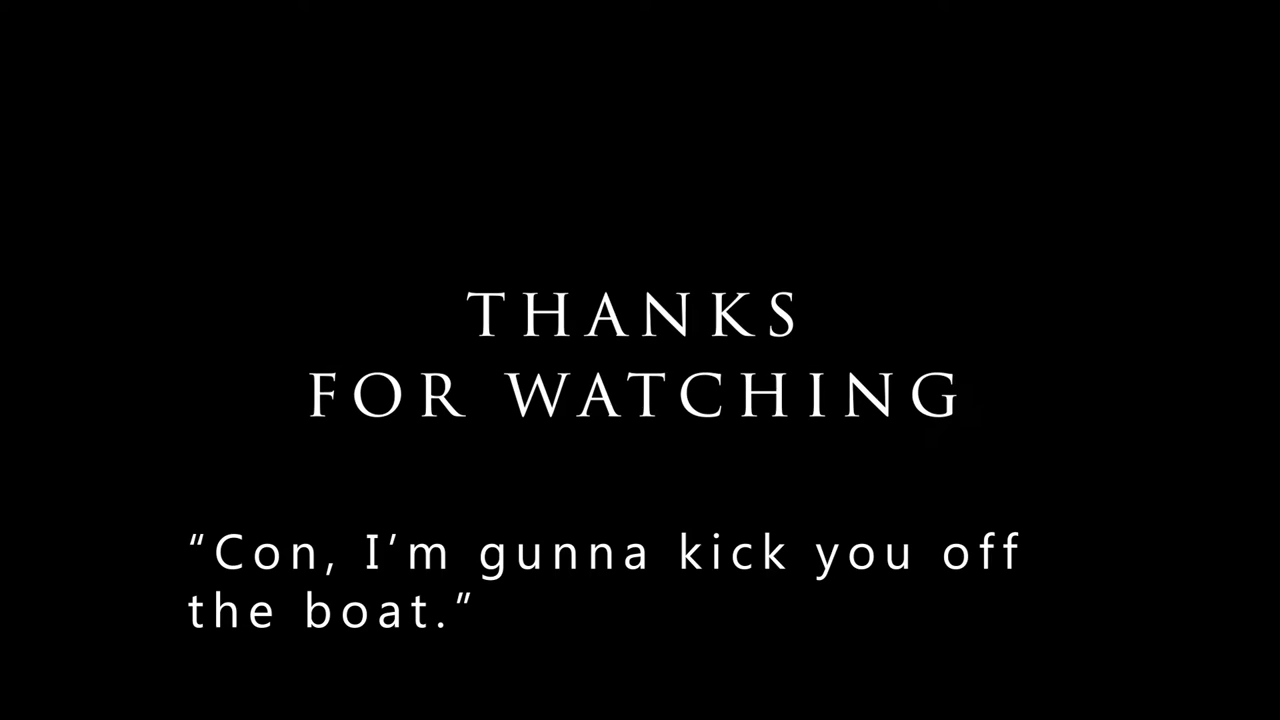 THANKS
FOR WATCHING
“Con, I’m gunna kick you off
the boat.”